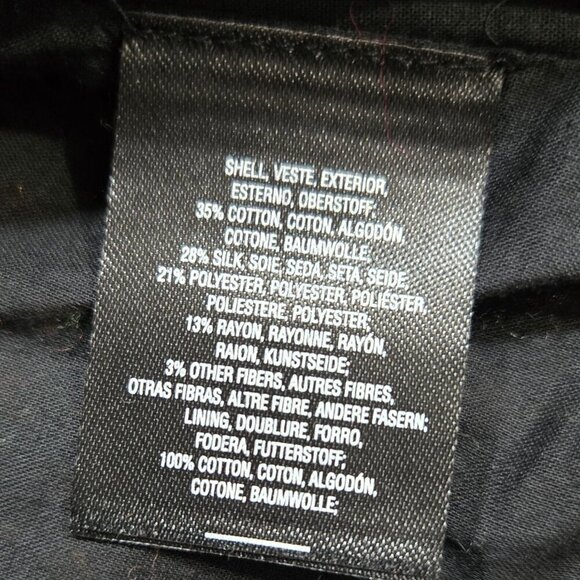 SHELL, VESTE, EXTERIOR,
ESTERNO, OBERSTOFF;
35% COTTON, COTON, ALGODÓN,
COTONE, BAUMWOLLE;
28% SILK, SOIE, SEDA, SETA, SEIDE,
21% POLYESTER, POLYESTER, POLIÉSTER,
POLIESTERE, POLYESTER,
13% RAYON, RAYONNE, RAYÓN,
RAION, KUNSTSEIDE;
3% OTHER FIBERS, AUTRES FIBRES,
OTRAS FIBRAS, ALTRE FIBRE, ANDERE FASERN;
LINING, DOUBLURE, FORRO,
FODERA, FUTTERSTOFF;
100% COTTON, COTON, ALGODÓN,
COTONE, BAUMWOLLE;